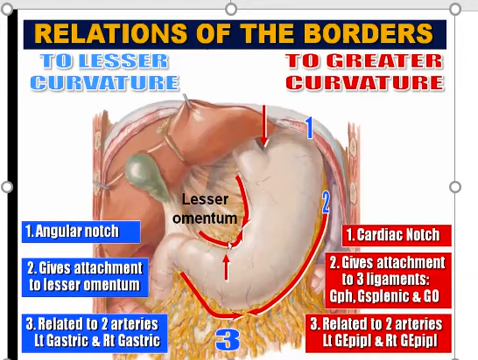 RELATIONS OF THE BORDERS
TO LESSER
CURVATURE
TO GREATER
CURVATURE
1
2
Lesser
omentum
1. Angular notch
2. Gives attachment
to lesser omentum
3. Related to 2 arteries
Lt Gastric & Rt Gastric
3
1. Cardiac Notch
2. Gives attachment
to 3 ligaments:
Gph, Gsplenic & GO
3. Related to 2 arteries
Lt GEpipl & Rt GEpipl